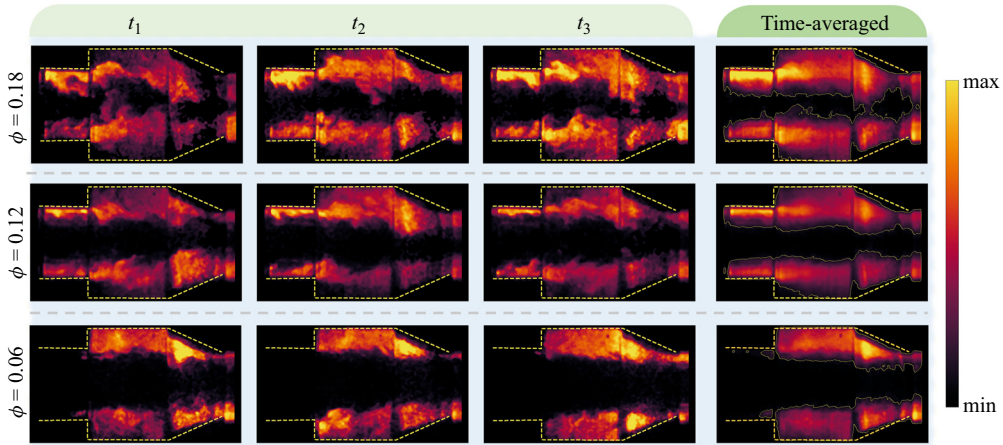 t₁ t₂ t₃ Time-averaged
ϕ = 0.18
max
ϕ = 0.12
ϕ = 0.06
min